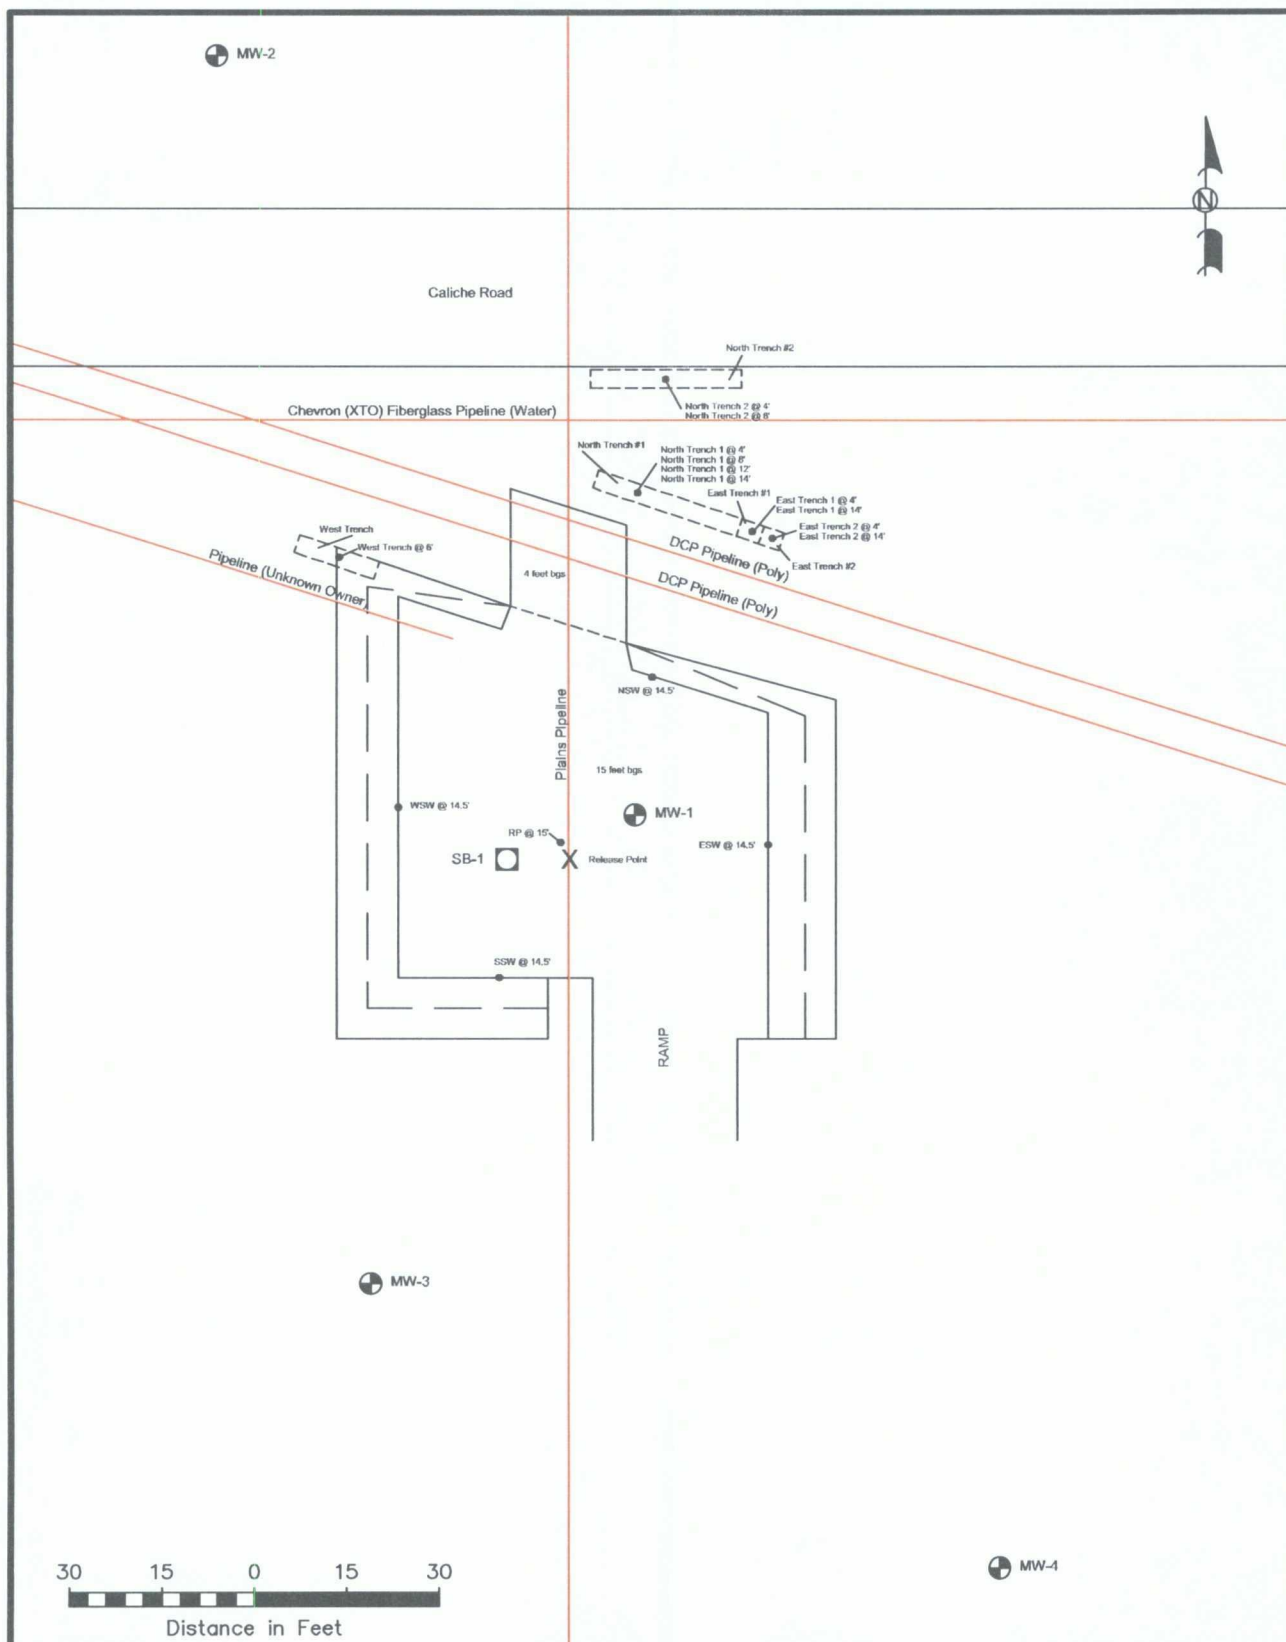 MW-2
N
Caliche Road
North Trench #2
North Trench 2 @ 4'
North Trench 2 @ 8'
Chevron (XTO) Fiberglass Pipeline (Water)
North Trench #1
North Trench 1 @ 4'
North Trench 1 @ 8'
North Trench 1 @ 12'
North Trench 1 @ 14'
East Trench #1
East Trench 1 @ 4'
East Trench 1 @ 14'
East Trench 2 @ 4'
East Trench 2 @ 14'
East Trench #2
West Trench
West Trench @ 6'
DCP Pipeline (Poly)
DCP Pipeline (Poly)
Pipeline (Unknown Owner)
4 feet bgs
NSW @ 14.5'
Plains Pipeline
15 feet bgs
WSW @ 14.5'
MW-1
RP @ 15'
ESW @ 14.5'
SB-1
X
Release Point
SSW @ 14.5'
RAMP
MW-3
MW-4
30 15 0 15 30
Distance in Feet